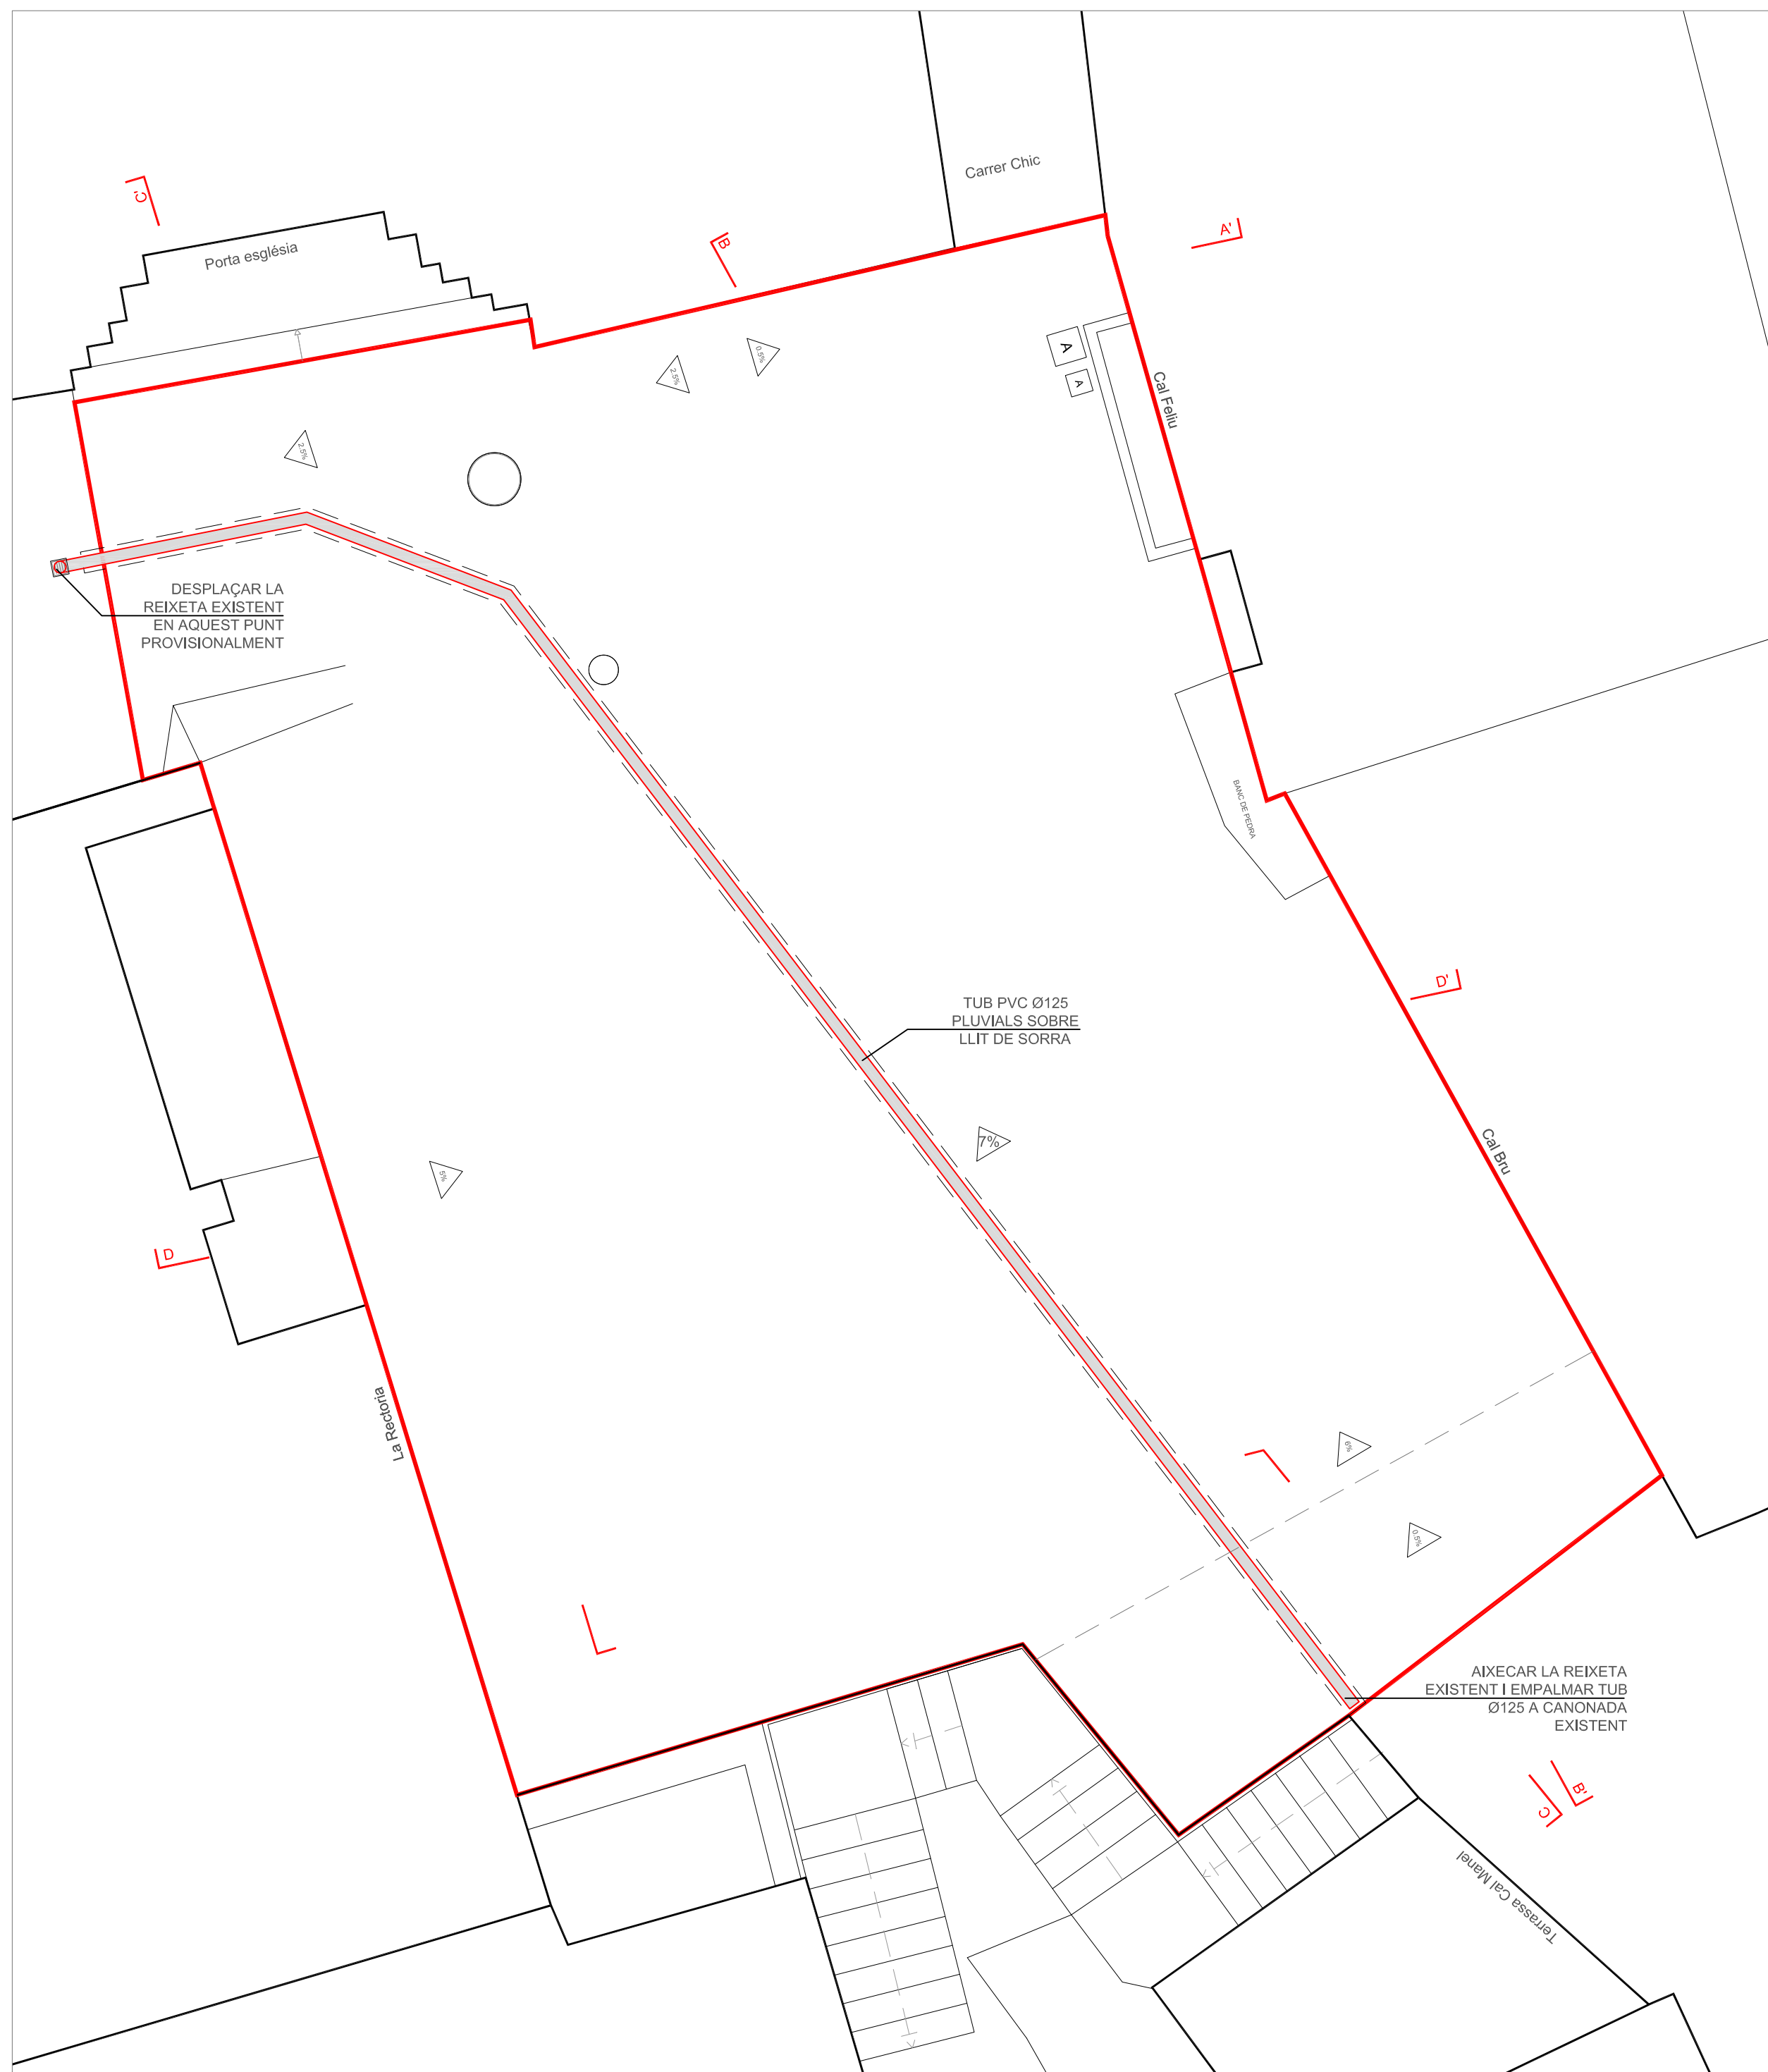 Carrer Chic
C'
A'
B
Porta església
0.5%
A
2.5%
A
Cal Feliu
2.5%
DESPLAÇAR LA
REIXETA EXISTENT
EN AQUEST PUNT
PROVISIONALMENT
BANC DE PEDRA
D'
TUB PVC Ø125
PLUVIALS SOBRE
LLIT DE SORRA
7%
Cal Bru
5%
D
La Rectoria
6%
0.5%
AIXECAR LA REIXETA
EXISTENT I EMPALMAR TUB
Ø125 A CANONADA
EXISTENT
B'
C
Terrassa Cal Manel